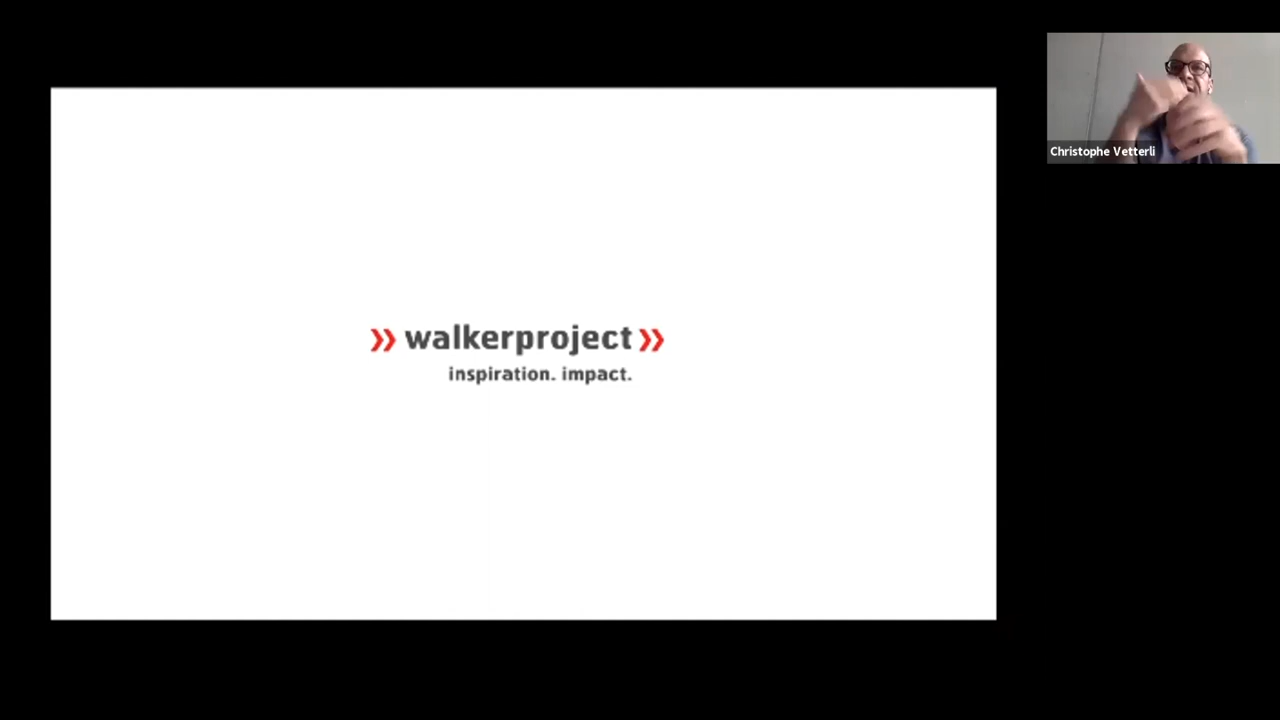 » walkerproject »
inspiration. impact.
Christophe Vetterli